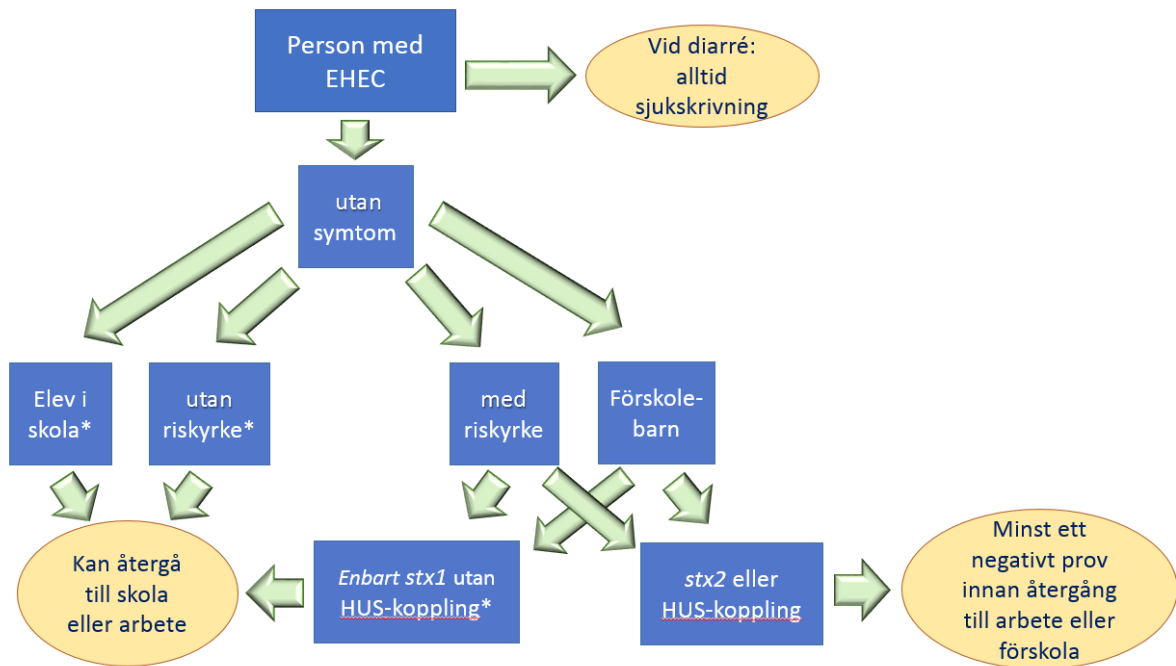 Person med
EHEC
Vid diarré:
alltid
sjukskrivning
utan
symtom
Elev i
skola*
utan
riskyrke*
med
riskyrke
Förskole-
barn
Kan återgå
till skola
eller arbete
Enbart stx1 utan
HUS-koppling*
stx2 eller
HUS-koppling
Minst ett
negativt prov
innan återgång
till arbete eller
förskola